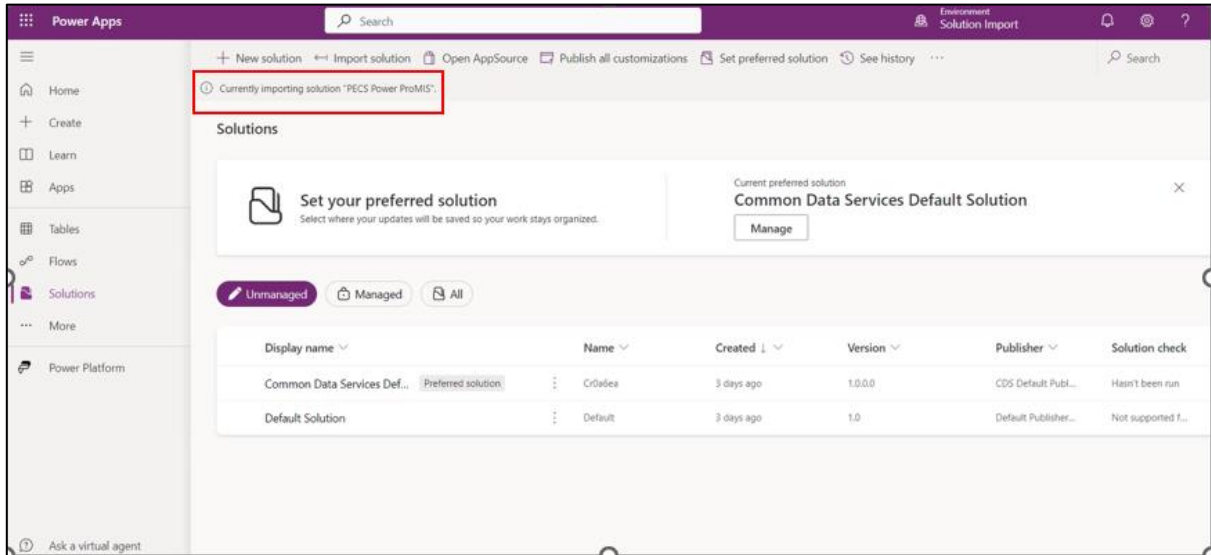 Power Apps
Search
Environment
Solution Import
?
New solution Import solution Open AppSource Publish all customizations Set preferred solution See history ... Search
Currently importing solution "PECS Power ProMIS".
Home
Create
Learn
Apps
Tables
Flows
Solutions
More
Power Platform
Ask a virtual agent
Solutions
Set your preferred solution
Select where your updates will be saved so your work stays organized.
Current preferred solution
Common Data Services Default Solution
Manage
Unmanaged Managed All
Display name Name Created Version Publisher Solution check
Common Data Services Def... Preferred solution Cr0a6ea 3 days ago 1.0.0.0 CDS Default Publ... Hasn't been run
Default Solution Default 3 days ago 1.0 Default Publisher... Not supported f...